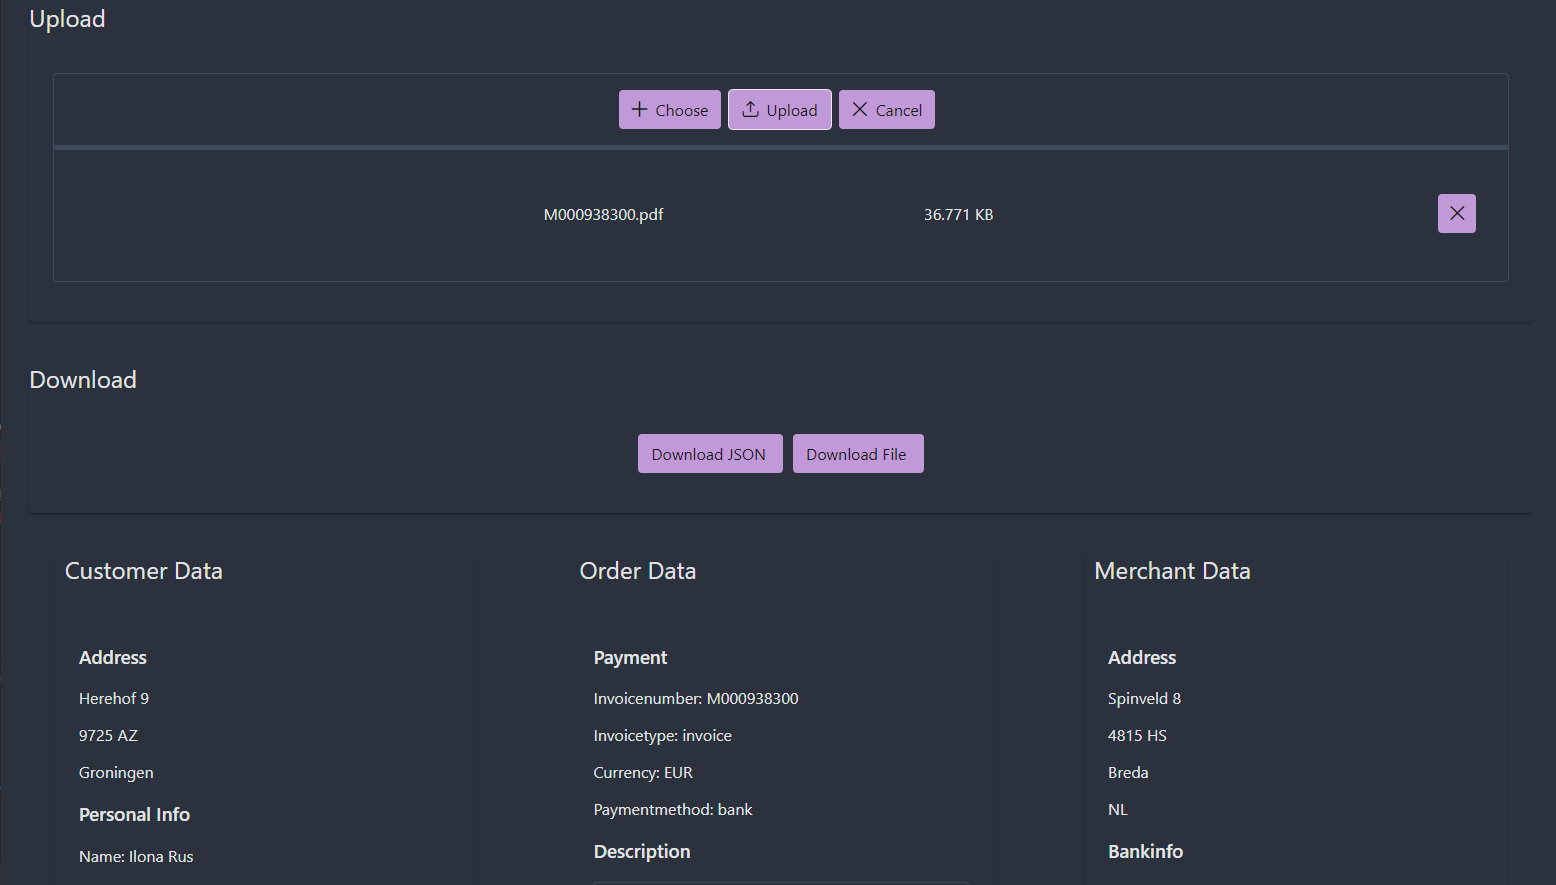 Upload
Choose Upload Cancel
M000938300.pdf 36.771 KB
Download
Download JSON Download File
Customer Data
Address
Herehof 9
9725 AZ
Groningen
Personal Info
Name: Ilona Rus
Order Data
Payment
Invoicenumber: M000938300
Invoicetype: invoice
Currency: EUR
Paymentmethod: bank
Description
Merchant Data
Address
Spinveld 8
4815 HS
Breda
NL
Bankinfo